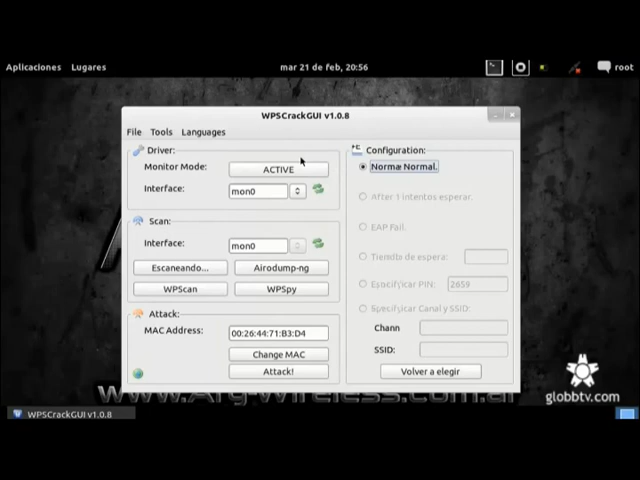 Aplicaciones Lugares mar 21 de feb, 20:56 root
WPSCrackGUI v1.0.8
File Tools Languages
Driver:
Monitor Mode: ACTIVE
Interface: mon0
Scan:
Interface: mon0
Escaneando... Airodump-ng
WPScan WPSpy
Attack:
MAC Address: 00:26:44:71:B3:D4
Change MAC
Attack!
Configuration:
Normal.
After 1 intentos esperar.
EAP Fail.
Tiempo de espera:
Especificar PIN: 2659
Especificar Canal y SSID:
Chann
SSID:
Volver a elegir
www.Arg-Wireless.com.ar
globbtv.com
WPSCrackGUI v1.0.8